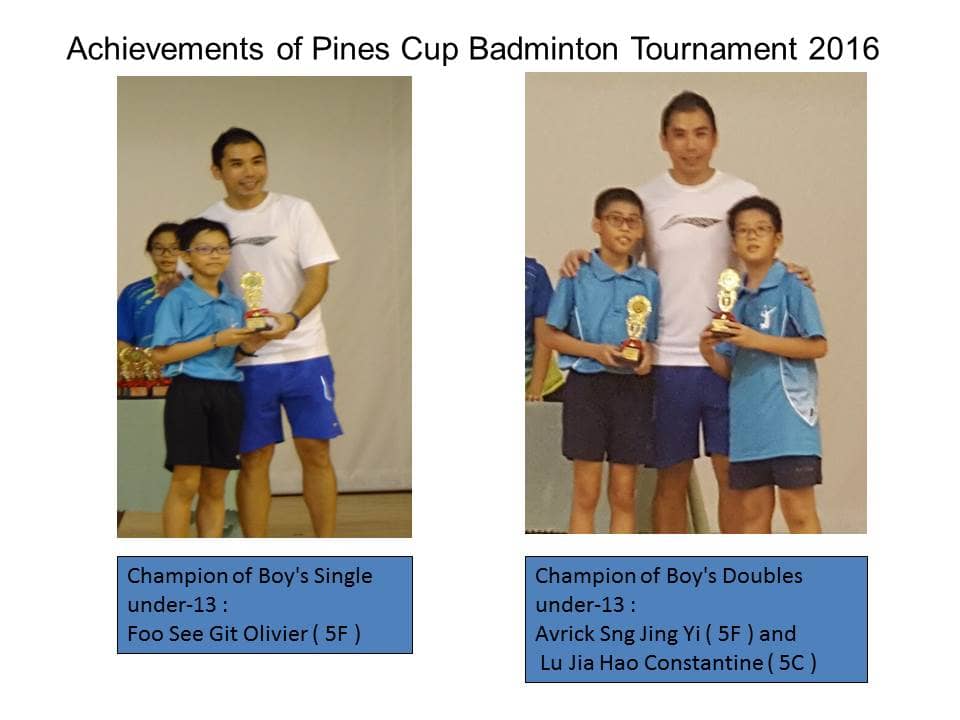 Achievements of Pines Cup Badminton Tournament 2016
Champion of Boy's Single
under-13 :
Foo See Git Olivier ( 5F )
Champion of Boy's Doubles
under-13 :
Avrick Sng Jing Yi ( 5F ) and
Lu Jia Hao Constantine ( 5C )